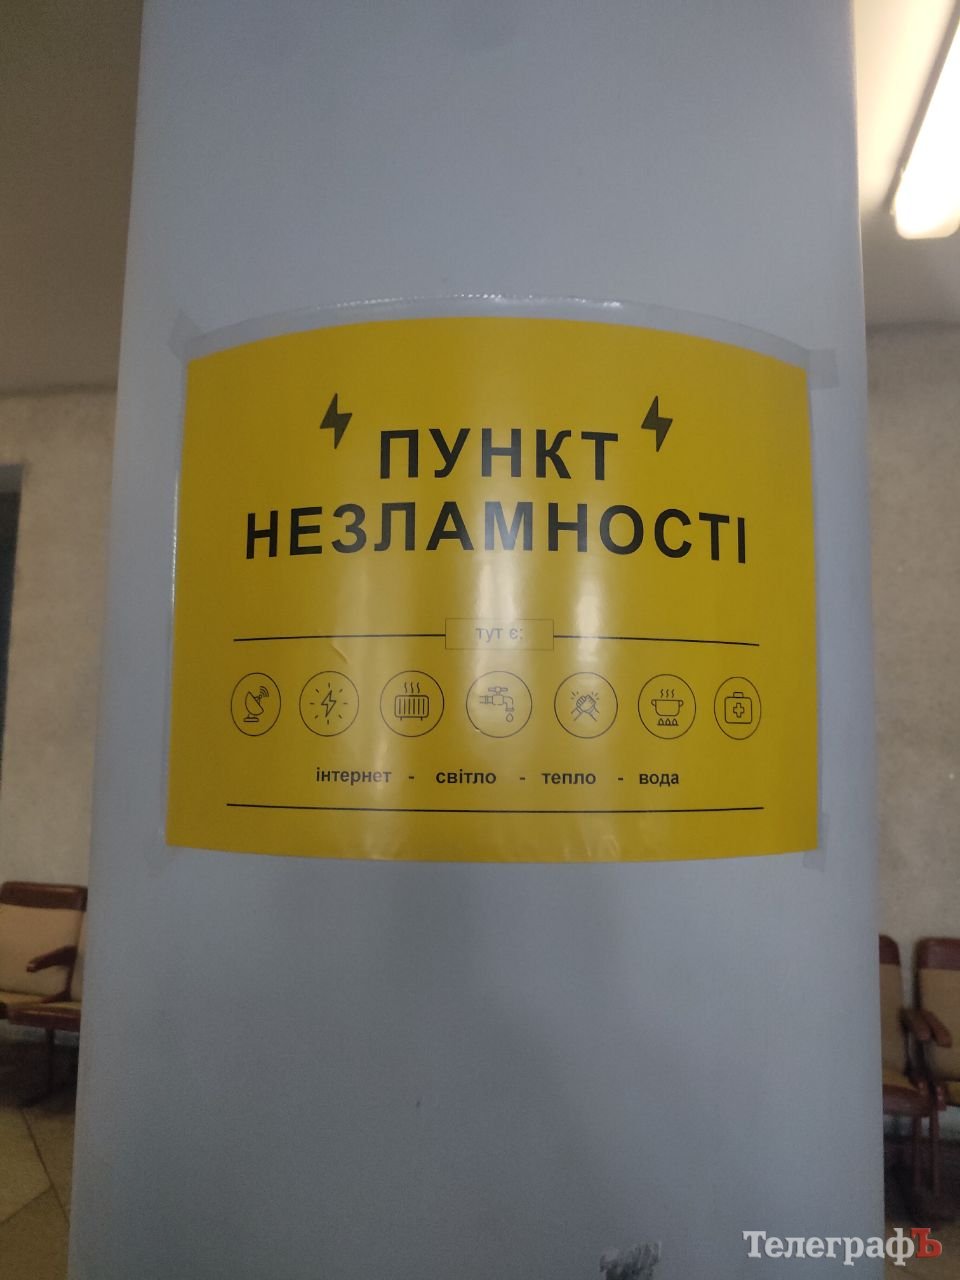 ПУНКТ
НЕЗЛАМНОСТІ
тут є:
інтернет - світло - тепло - вода
ТелеграфЪ